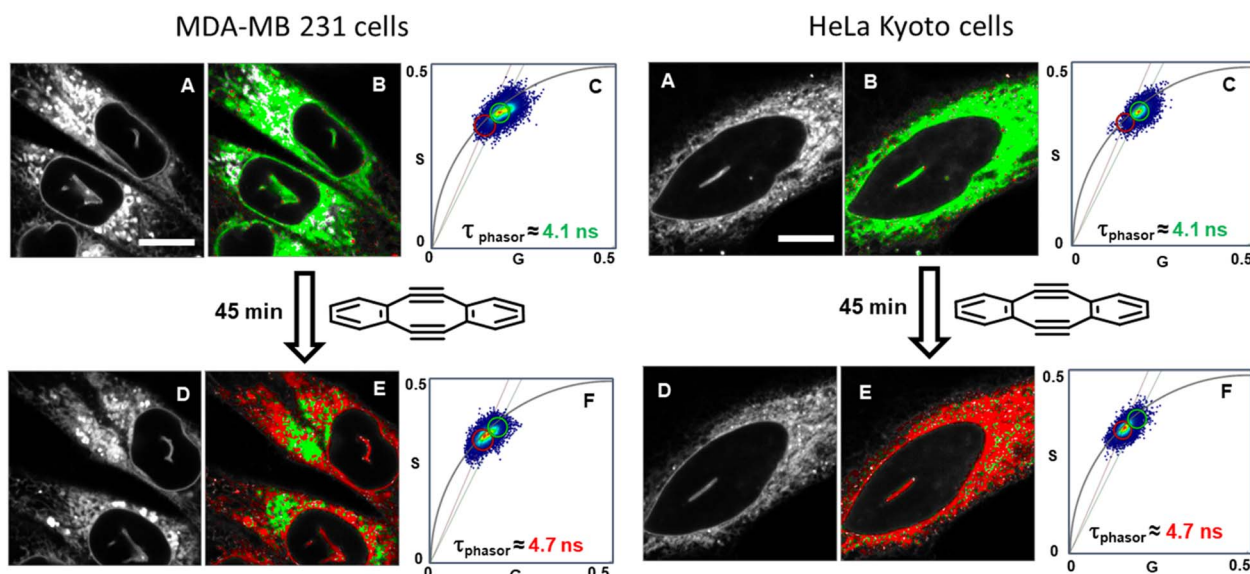 MDA-MB 231 cells
HeLa Kyoto cells
A
B
0.5
C
S
τ phasor ≈ 4.1 ns
0
0
G
0.5
45 min
D
E
0.5
F
S
τphasor ≈ 4.7 ns
0
0
G
0.5
A
B
0.5
C
S
τphasor ≈ 4.1 ns
0
0
G
0.5
45 min
D
E
0.5
F
S
τphasor ≈ 4.7 ns
0
0
G
0.5